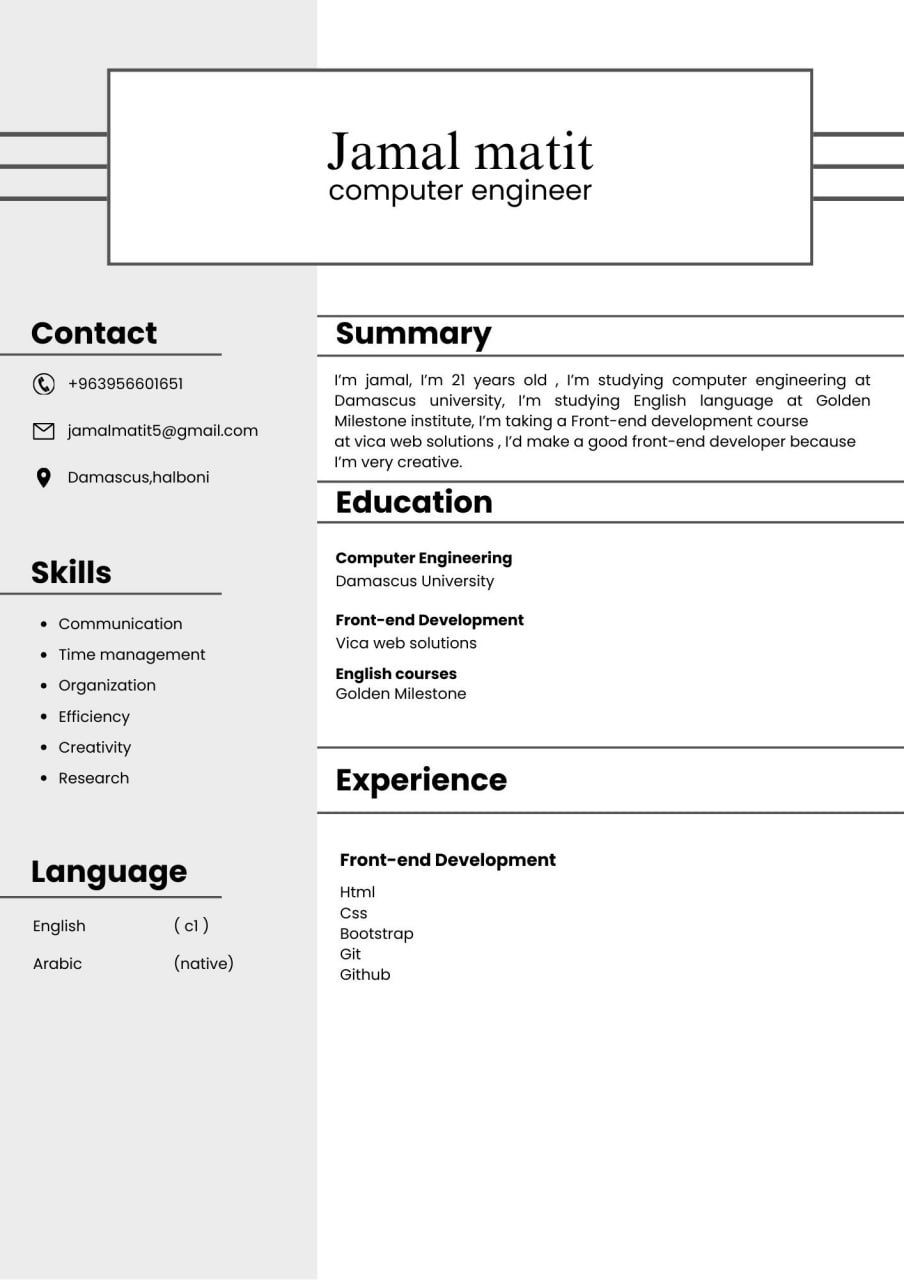 Jamal matit
computer engineer
Contact
+963956601651
jamalmatit5@gmail.com
Damascus,halboni
Skills
Communication
Time management
Organization
Efficiency
Creativity
Research
Language
English ( c1 )
Arabic (native)
Summary
I'm jamal, I'm 21 years old , I'm studying computer engineering at
Damascus university, I'm studying English language at Golden
Milestone institute, I'm taking a Front-end development course
at vica web solutions , I'd make a good front-end developer because
I'm very creative.
Education
Computer Engineering
Damascus University
Front-end Development
Vica web solutions
English courses
Golden Milestone
Experience
Front-end Development
Html
Css
Bootstrap
Git
Github